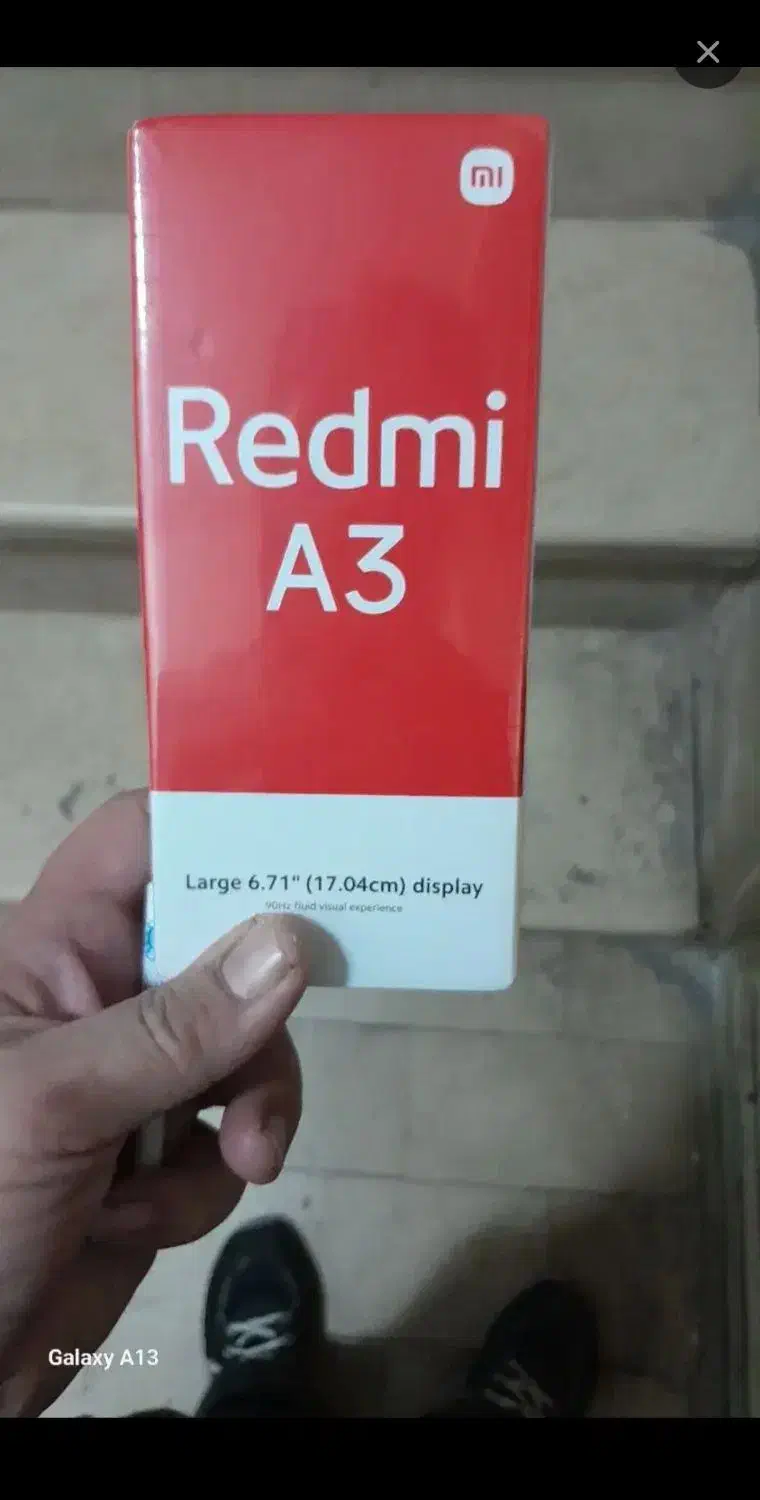 mi
Redmi
A3
Large 6.71" (17.04cm) display
90Hz fluid visual experience
Galaxy A13